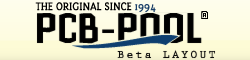 THE ORIGINAL SINCE 1994
PCB-POOL®
Beta LAYOUT